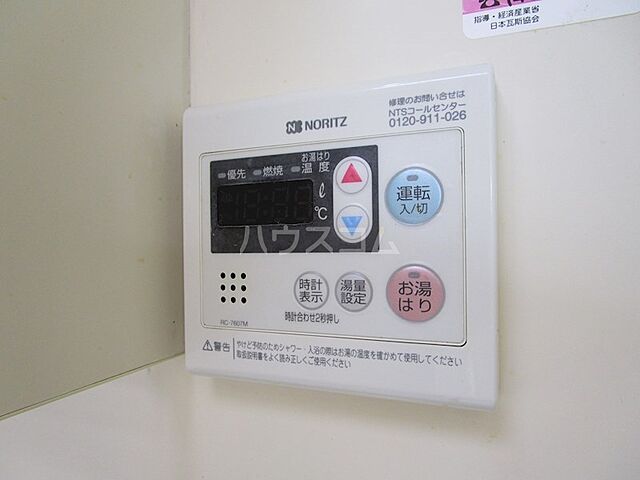 指導・経済産業省
日本瓦斯協会
NORITZ
修理のお問い合せは
NTSコールセンター
0120-911-026
優先 燃焼 お湯はり温度
ℓ
℃
運転
入/切
ハウスコム
時計
表示
湯量
設定
お湯
はり
時計合わせ2秒押し
RC-7607M
警告
やけど予防のためシャワー・入浴の際はお湯の温度を確かめて使用してください
取扱説明書をよく読み正しくご使用ください